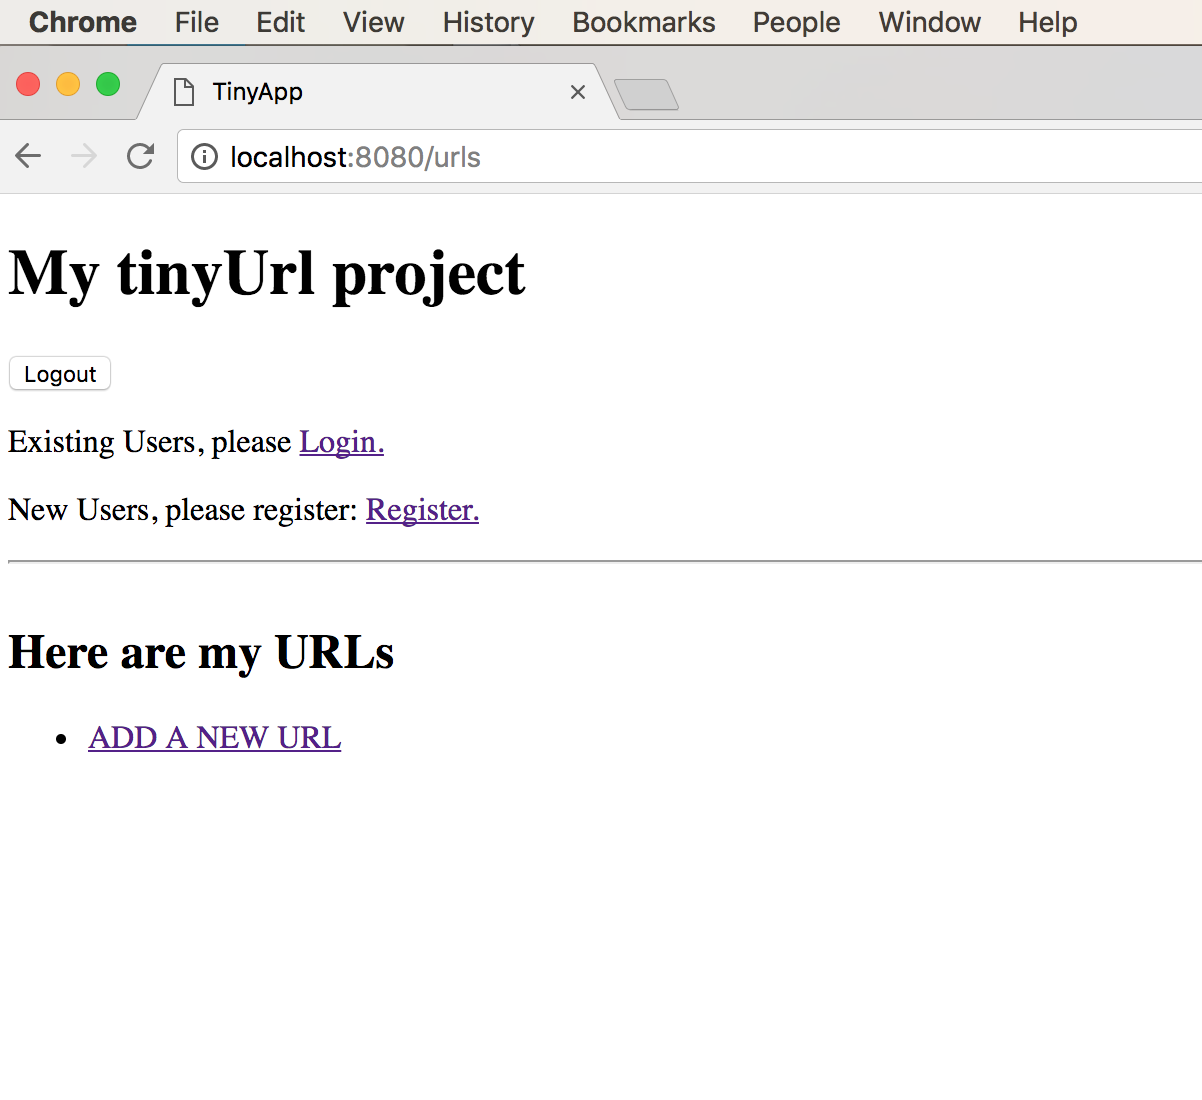 Chrome File Edit View History Bookmarks People Window Help
TinyApp
localhost:8080/urls
My tinyUrl project
Logout
Existing Users, please Login.
New Users, please register: Register.
Here are my URLs
ADD A NEW URL